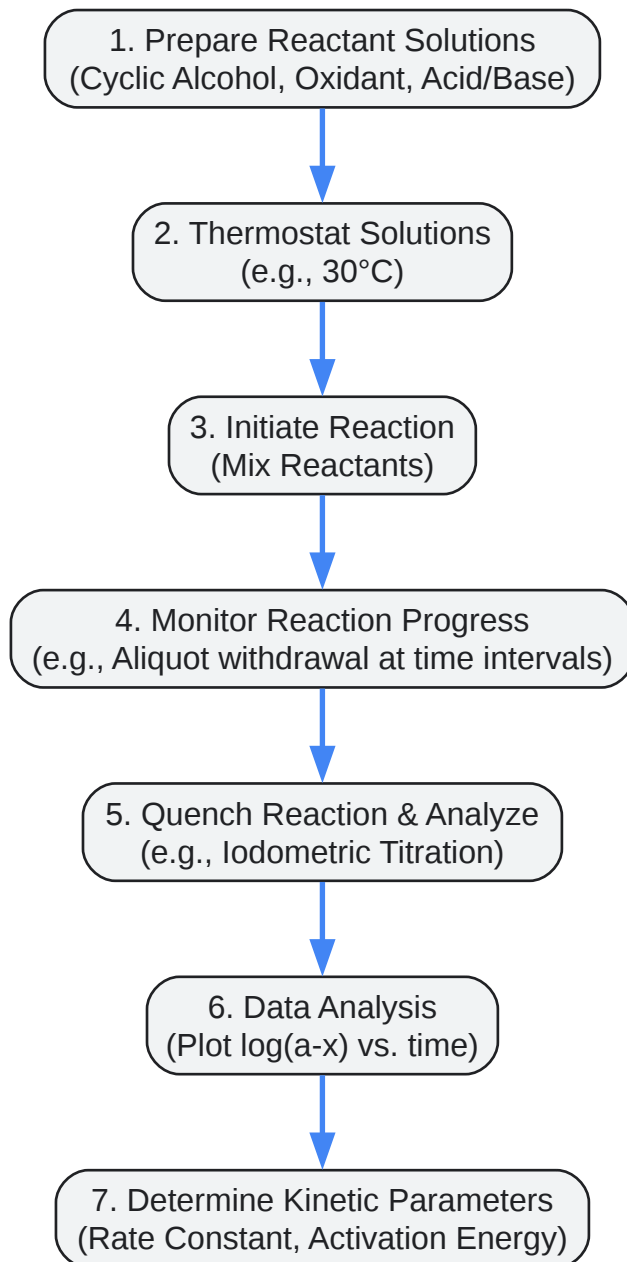 1. Prepare Reactant Solutions
(Cyclic Alcohol, Oxidant, Acid/Base)
2. Thermostat Solutions
(e.g., 30°C)
3. Initiate Reaction
(Mix Reactants)
4. Monitor Reaction Progress
(e.g., Aliquot withdrawal at time intervals)
5. Quench Reaction & Analyze
(e.g., Iodometric Titration)
6. Data Analysis
(Plot log(a-x) vs. time)
7. Determine Kinetic Parameters
(Rate Constant, Activation Energy)